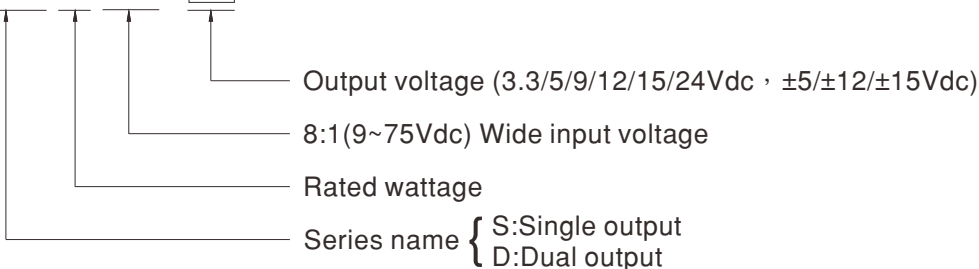 Output voltage (3.3/5/9/12/15/24Vdc，±5/±12/±15Vdc)
8:1(9~75Vdc) Wide input voltage
Rated wattage
Series name { S:Single output
D:Dual output